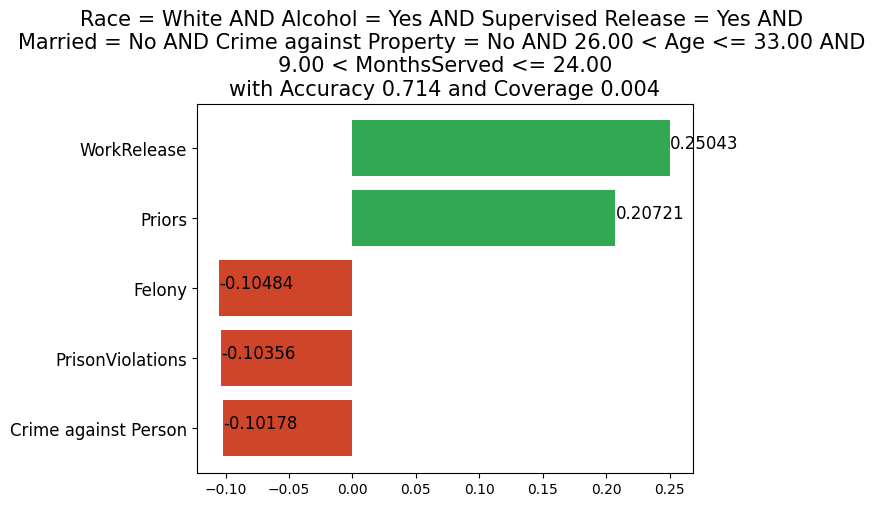 Race = White AND Alcohol = Yes AND Supervised Release = Yes AND
Married = No AND Crime against Property = No AND 26.00 < Age <= 33.00 AND
9.00 < MonthsServed <= 24.00
with Accuracy 0.714 and Coverage 0.004
WorkRelease
0.25043
Priors
0.20721
Felony
-0.10484
PrisonViolations
-0.10356
Crime against Person
-0.10178
−0.10 −0.05 0.00 0.05 0.10 0.15 0.20 0.25